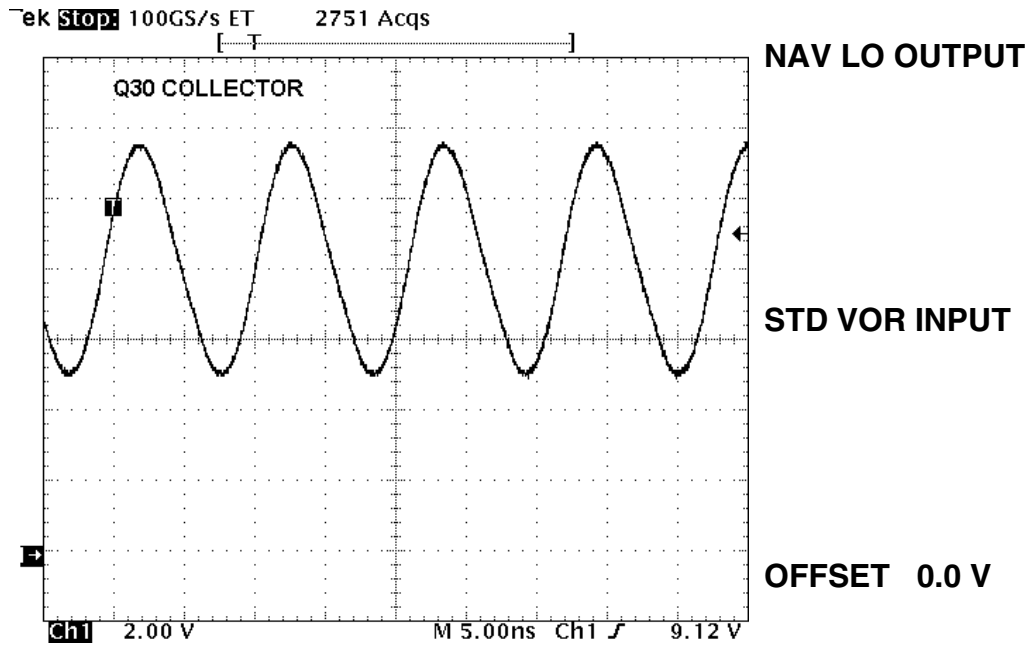 ek Stop: 100GS/s ET 2751 Acqs
[ T ]
NAV LO OUTPUT
Q30 COLLECTOR
T
STD VOR INPUT
OFFSET 0.0 V
Ch1 2.00 V M 5.00ns Ch1 9.12 V